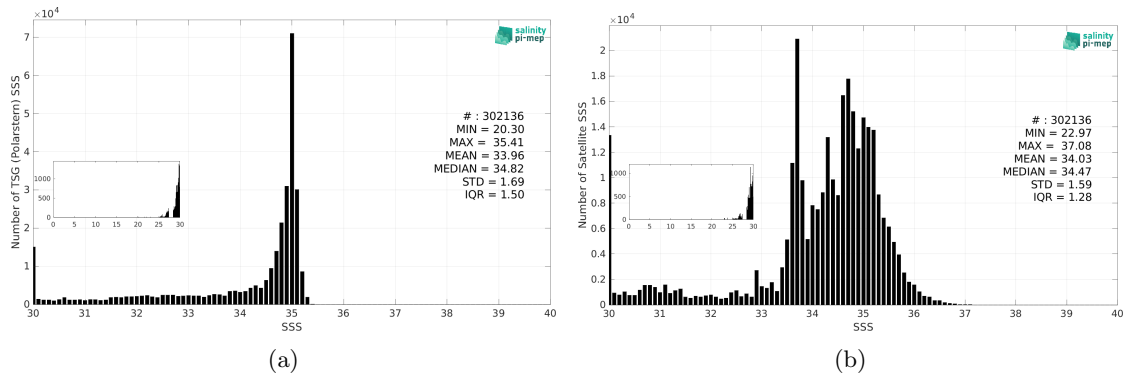 ×10⁴
7
6
5
4
3
2
1
0
Number of TSG (Polarstern) SSS
salinity
pi-mep
# : 302136
MIN = 20.30
MAX = 35.41
MEAN = 33.96
MEDIAN = 34.82
STD = 1.69
IQR = 1.50
1000
500
0
0 5 10 15 20 25 30
30 31 32 33 34 35 36 37 38 39 40
SSS
(a)
×10⁴
2
1.8
1.6
1.4
1.2
1
0.8
0.6
0.4
0.2
0
Number of Satellite SSS
salinity
pi-mep
# : 302136
MIN = 22.97
MAX = 37.08
MEAN = 34.03
MEDIAN = 34.47
STD = 1.59
IQR = 1.28
1000
500
0
0 5 10 15 20 25 30
30 31 32 33 34 35 36 37 38 39 40
SSS
(b)